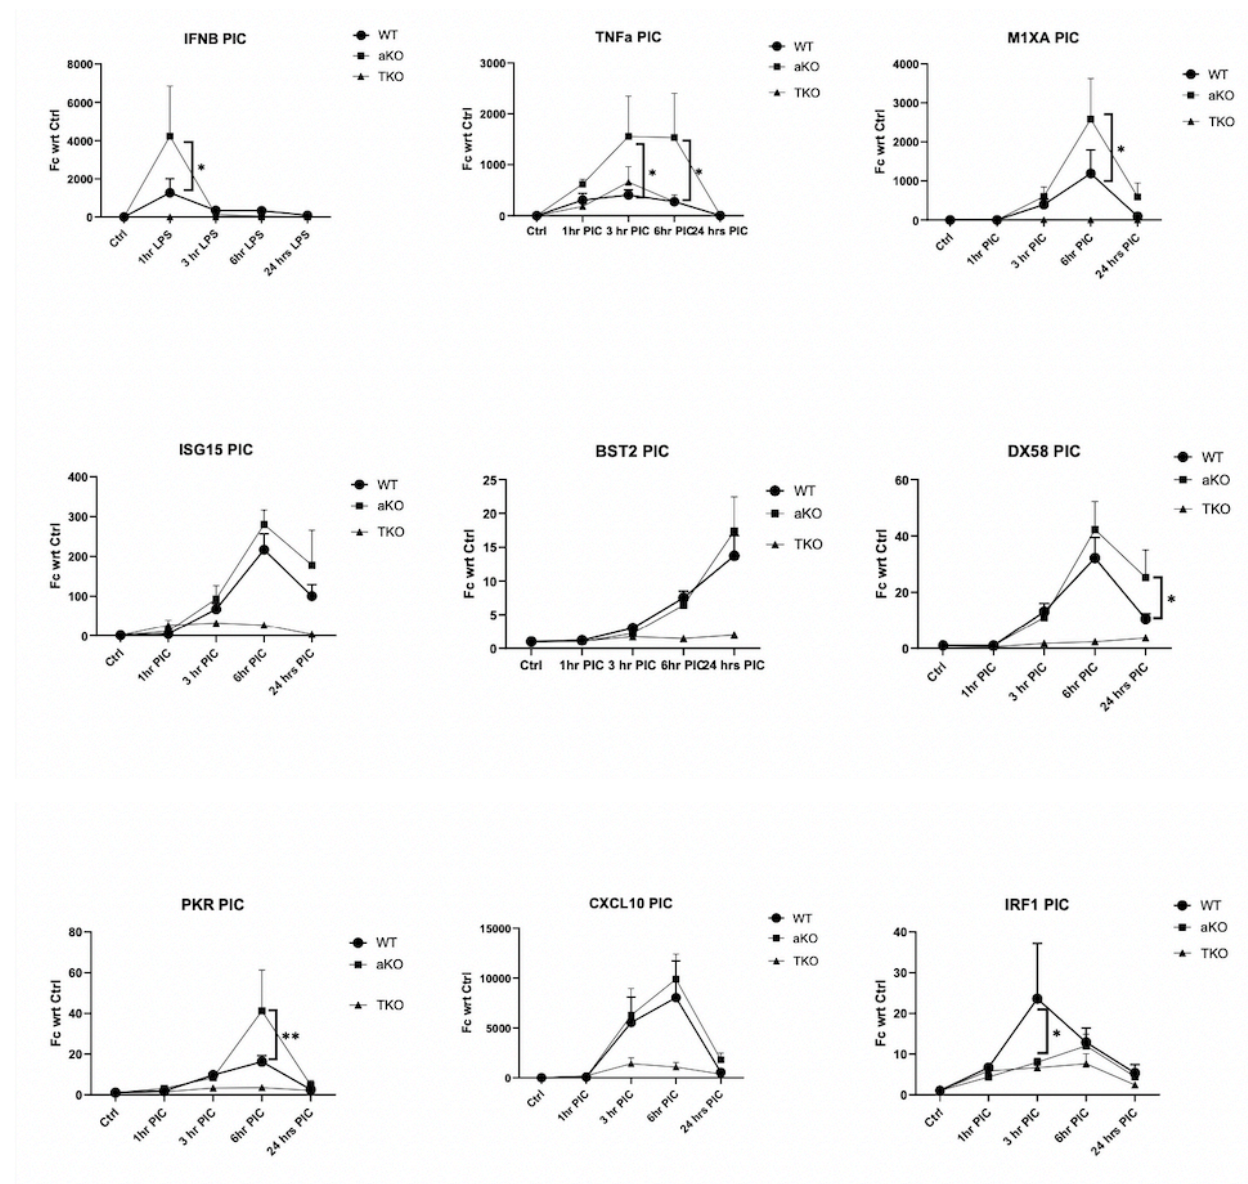 IFNB PIC
WT
aKO
TKO
Fc wrt Ctrl
8000
6000
4000
2000
0
*
Ctrl
1hr LPS
3 hr LPS
6hr LPS
24 hrs LPS
TNFa PIC
WT
aKO
TKO
Fc wrt Ctrl
3000
2000
1000
0
*
*
Ctrl
1hr PIC
3 hr PIC
6hr PIC
24 hrs PIC
M1XA PIC
WT
aKO
TKO
Fc wrt Ctrl
4000
3000
2000
1000
0
*
Ctrl
1hr PIC
3 hr PIC
6hr PIC
24 hrs PIC
ISG15 PIC
WT
aKO
TKO
Fc wrt Ctrl
400
300
200
100
0
Ctrl
1hr PIC
3 hr PIC
6hr PIC
24 hrs PIC
BST2 PIC
WT
aKO
TKO
Fc wrt Ctrl
25
20
15
10
5
0
Ctrl
1hr PIC
3 hr PIC
6hr PIC
24 hrs PIC
DX58 PIC
WT
aKO
TKO
Fc wrt Ctrl
60
40
20
0
*
Ctrl
1hr PIC
3 hr PIC
6hr PIC
24 hrs PIC
PKR PIC
WT
aKO
TKO
Fc wrt Ctrl
80
60
40
20
0
**
Ctrl
1hr PIC
3 hr PIC
6hr PIC
24 hrs PIC
CXCL10 PIC
WT
aKO
TKO
Fc wrt Ctrl
15000
10000
5000
0
Ctrl
1hr PIC
3 hr PIC
6hr PIC
24 hrs PIC
IRF1 PIC
WT
aKO
TKO
Fc wrt Ctrl
40
30
20
10
0
*
Ctrl
1hr PIC
3 hr PIC
6hr PIC
24 hrs PIC